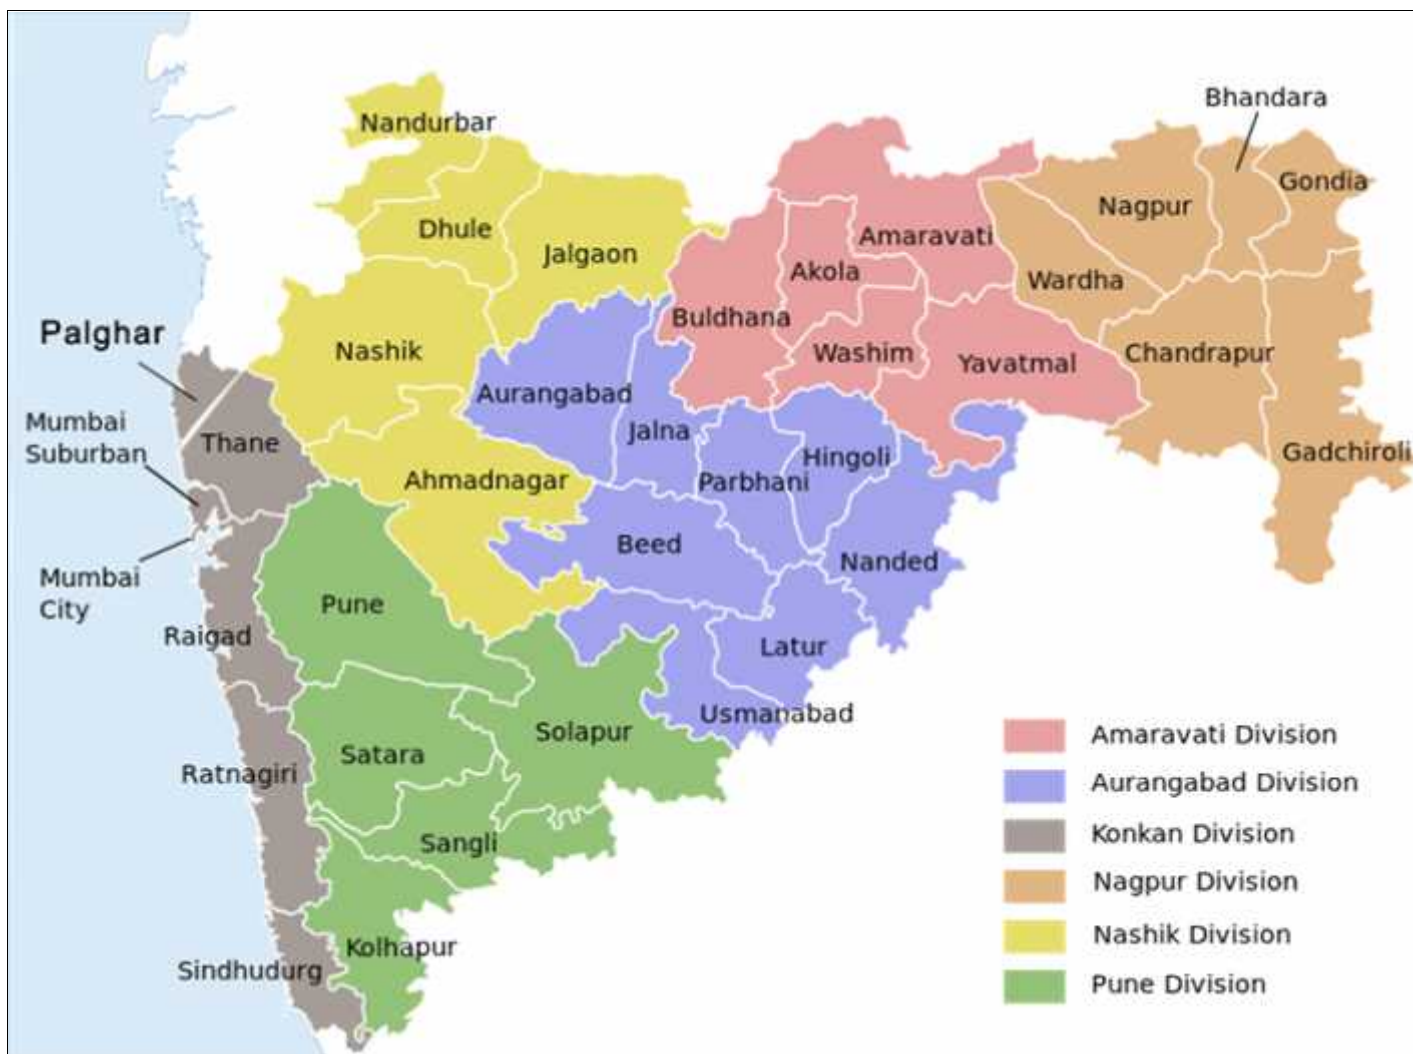 Bhandara
Nandurbar
Gondia
Nagpur
Dhule
Amaravati
Jalgaon
Akola
Wardha
Buldhana
Palghar
Nashik
Washim
Yavatmal
Chandrapur
Aurangabad
Mumbai
Suburban
Thane
Jalna
Hingoli
Gadchiroli
Ahmadnagar
Parbhani
Beed
Nanded
Mumbai
City
Pune
Raigad
Latur
Usmanabad
Solapur
Satara
Ratnagiri
Sangli
Kolhapur
Sindhudurg
Amaravati Division
Aurangabad Division
Konkan Division
Nagpur Division
Nashik Division
Pune Division